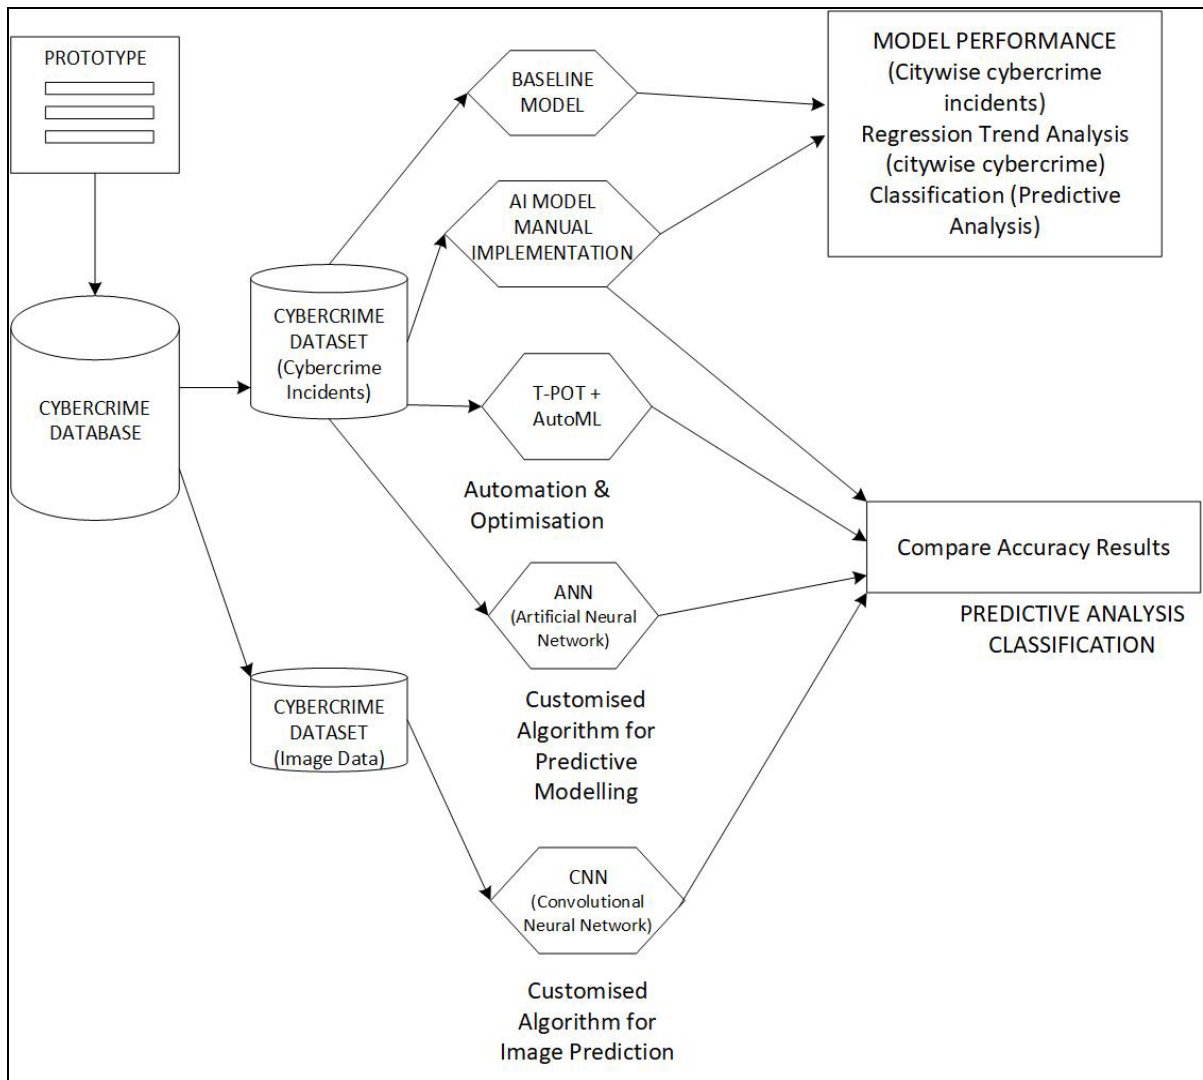 PROTOTYPE
CYBERCRIME
DATABASE
CYBERCRIME
DATASET
(Cybercrime
Incidents)
CYBERCRIME
DATASET
(Image Data)
BASELINE
MODEL
AI MODEL
MANUAL
IMPLEMENTATION
T-POT +
AutoML
Automation &
Optimisation
ANN
(Artificial Neural
Network)
Customised
Algorithm for
Predictive
Modelling
CNN
(Convolutional
Neural Network)
Customised
Algorithm for
Image Prediction
MODEL PERFORMANCE
(Citywise cybercrime
incidents)
Regression Trend Analysis
(citywise cybercrime)
Classification (Predictive
Analysis)
Compare Accuracy Results
PREDICTIVE ANALYSIS
CLASSIFICATION